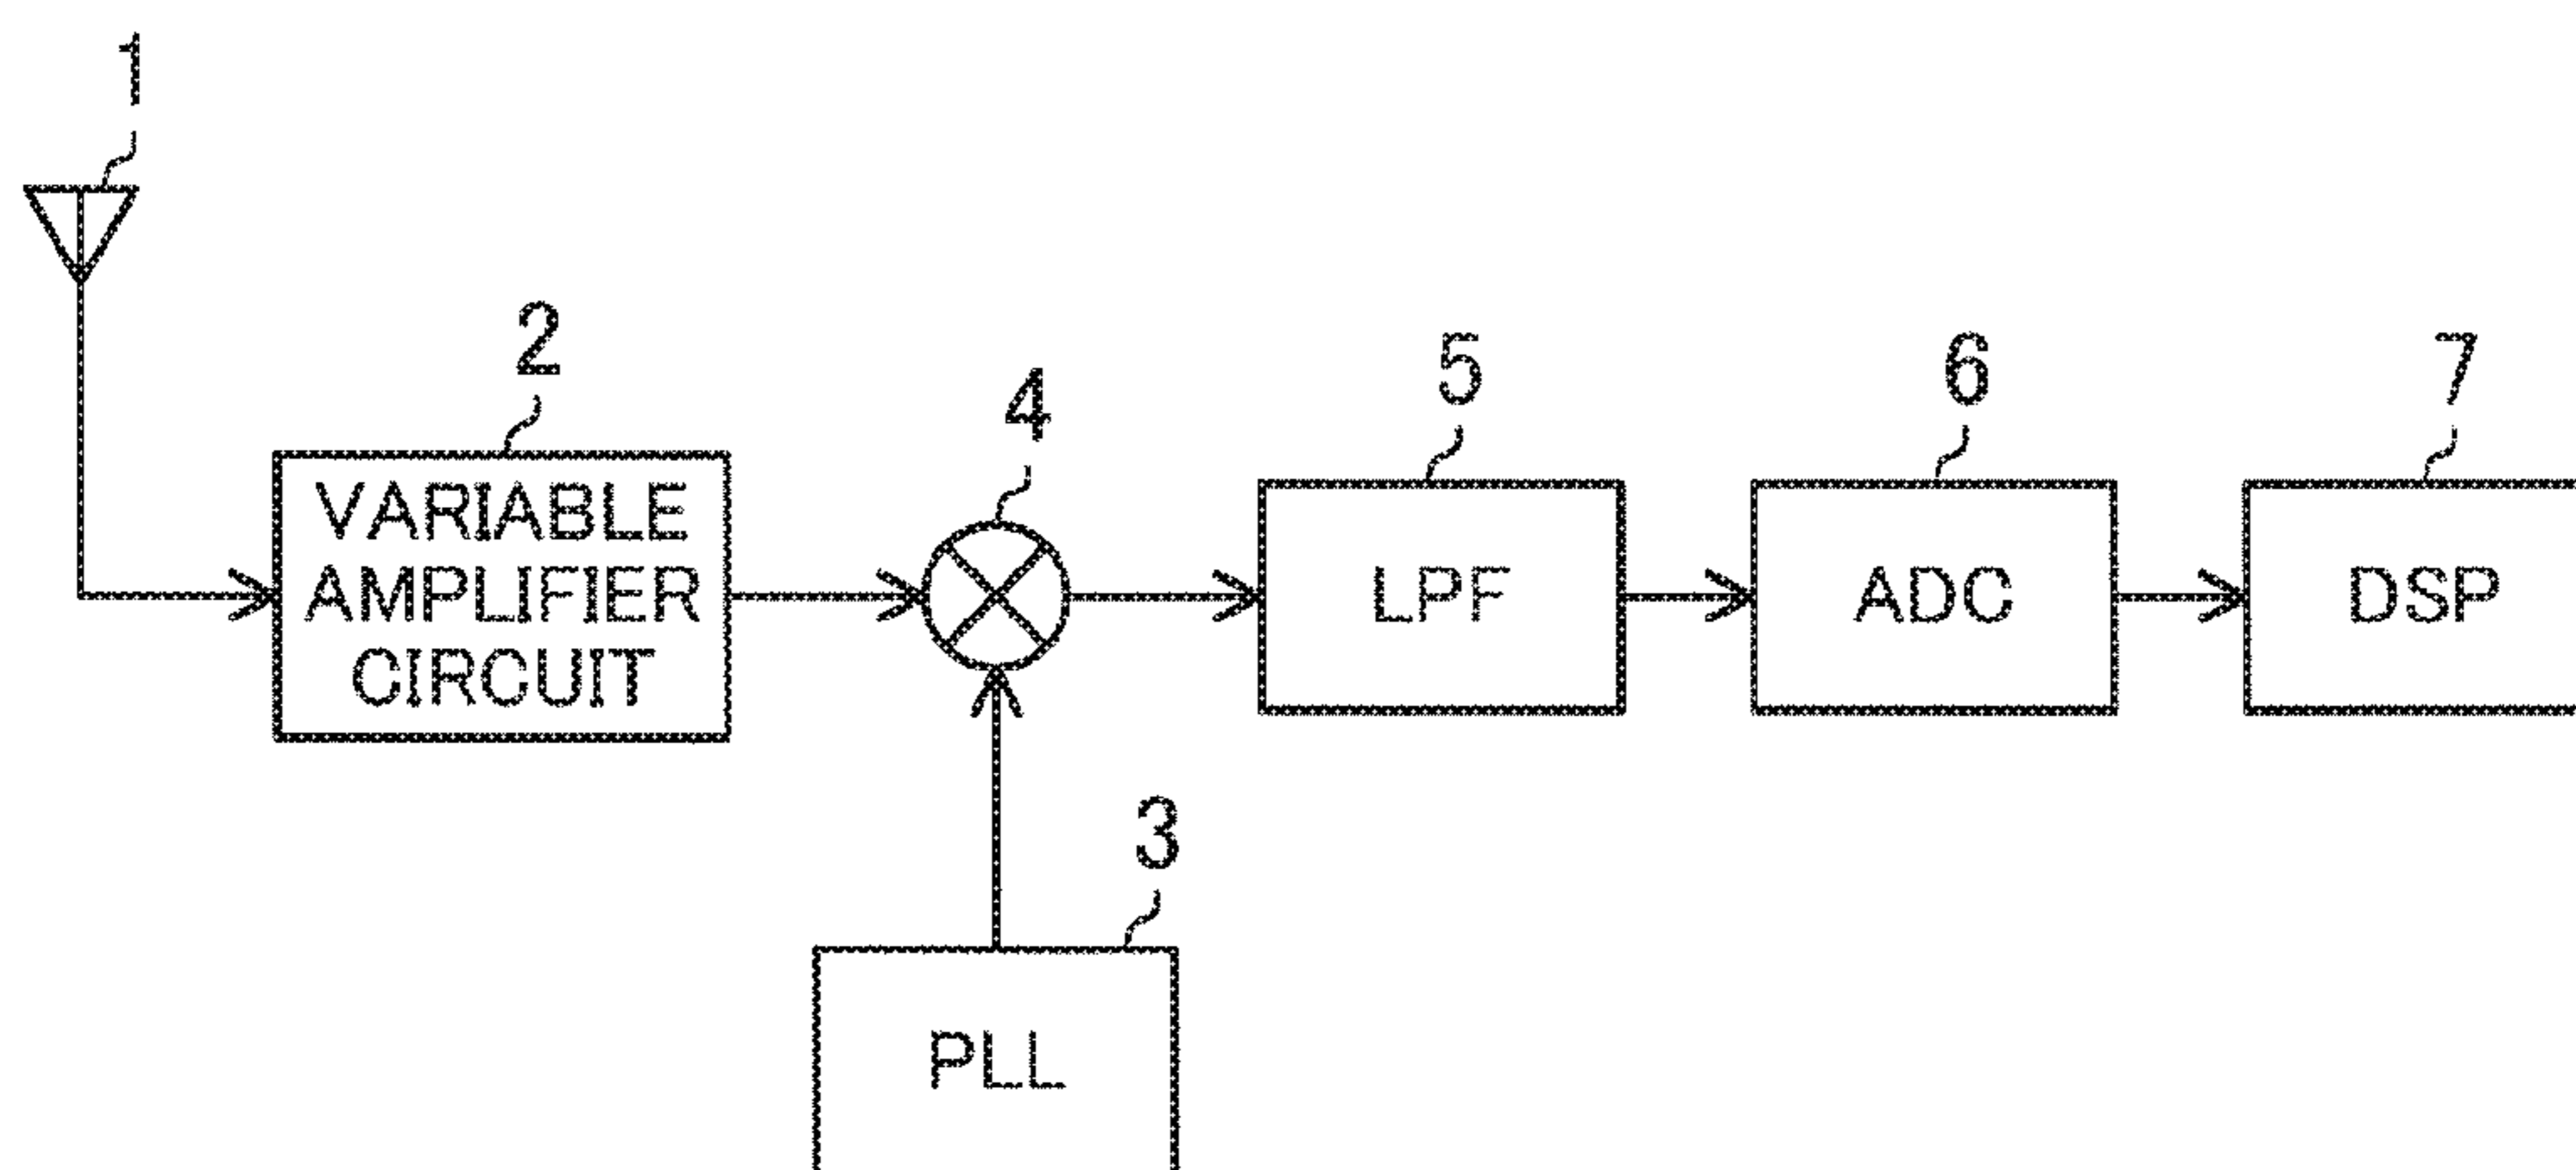 1
2
VARIABLE
AMPLIFIER
CIRCUIT
4
5
LPF
6
ADC
7
DSP
3
PLL